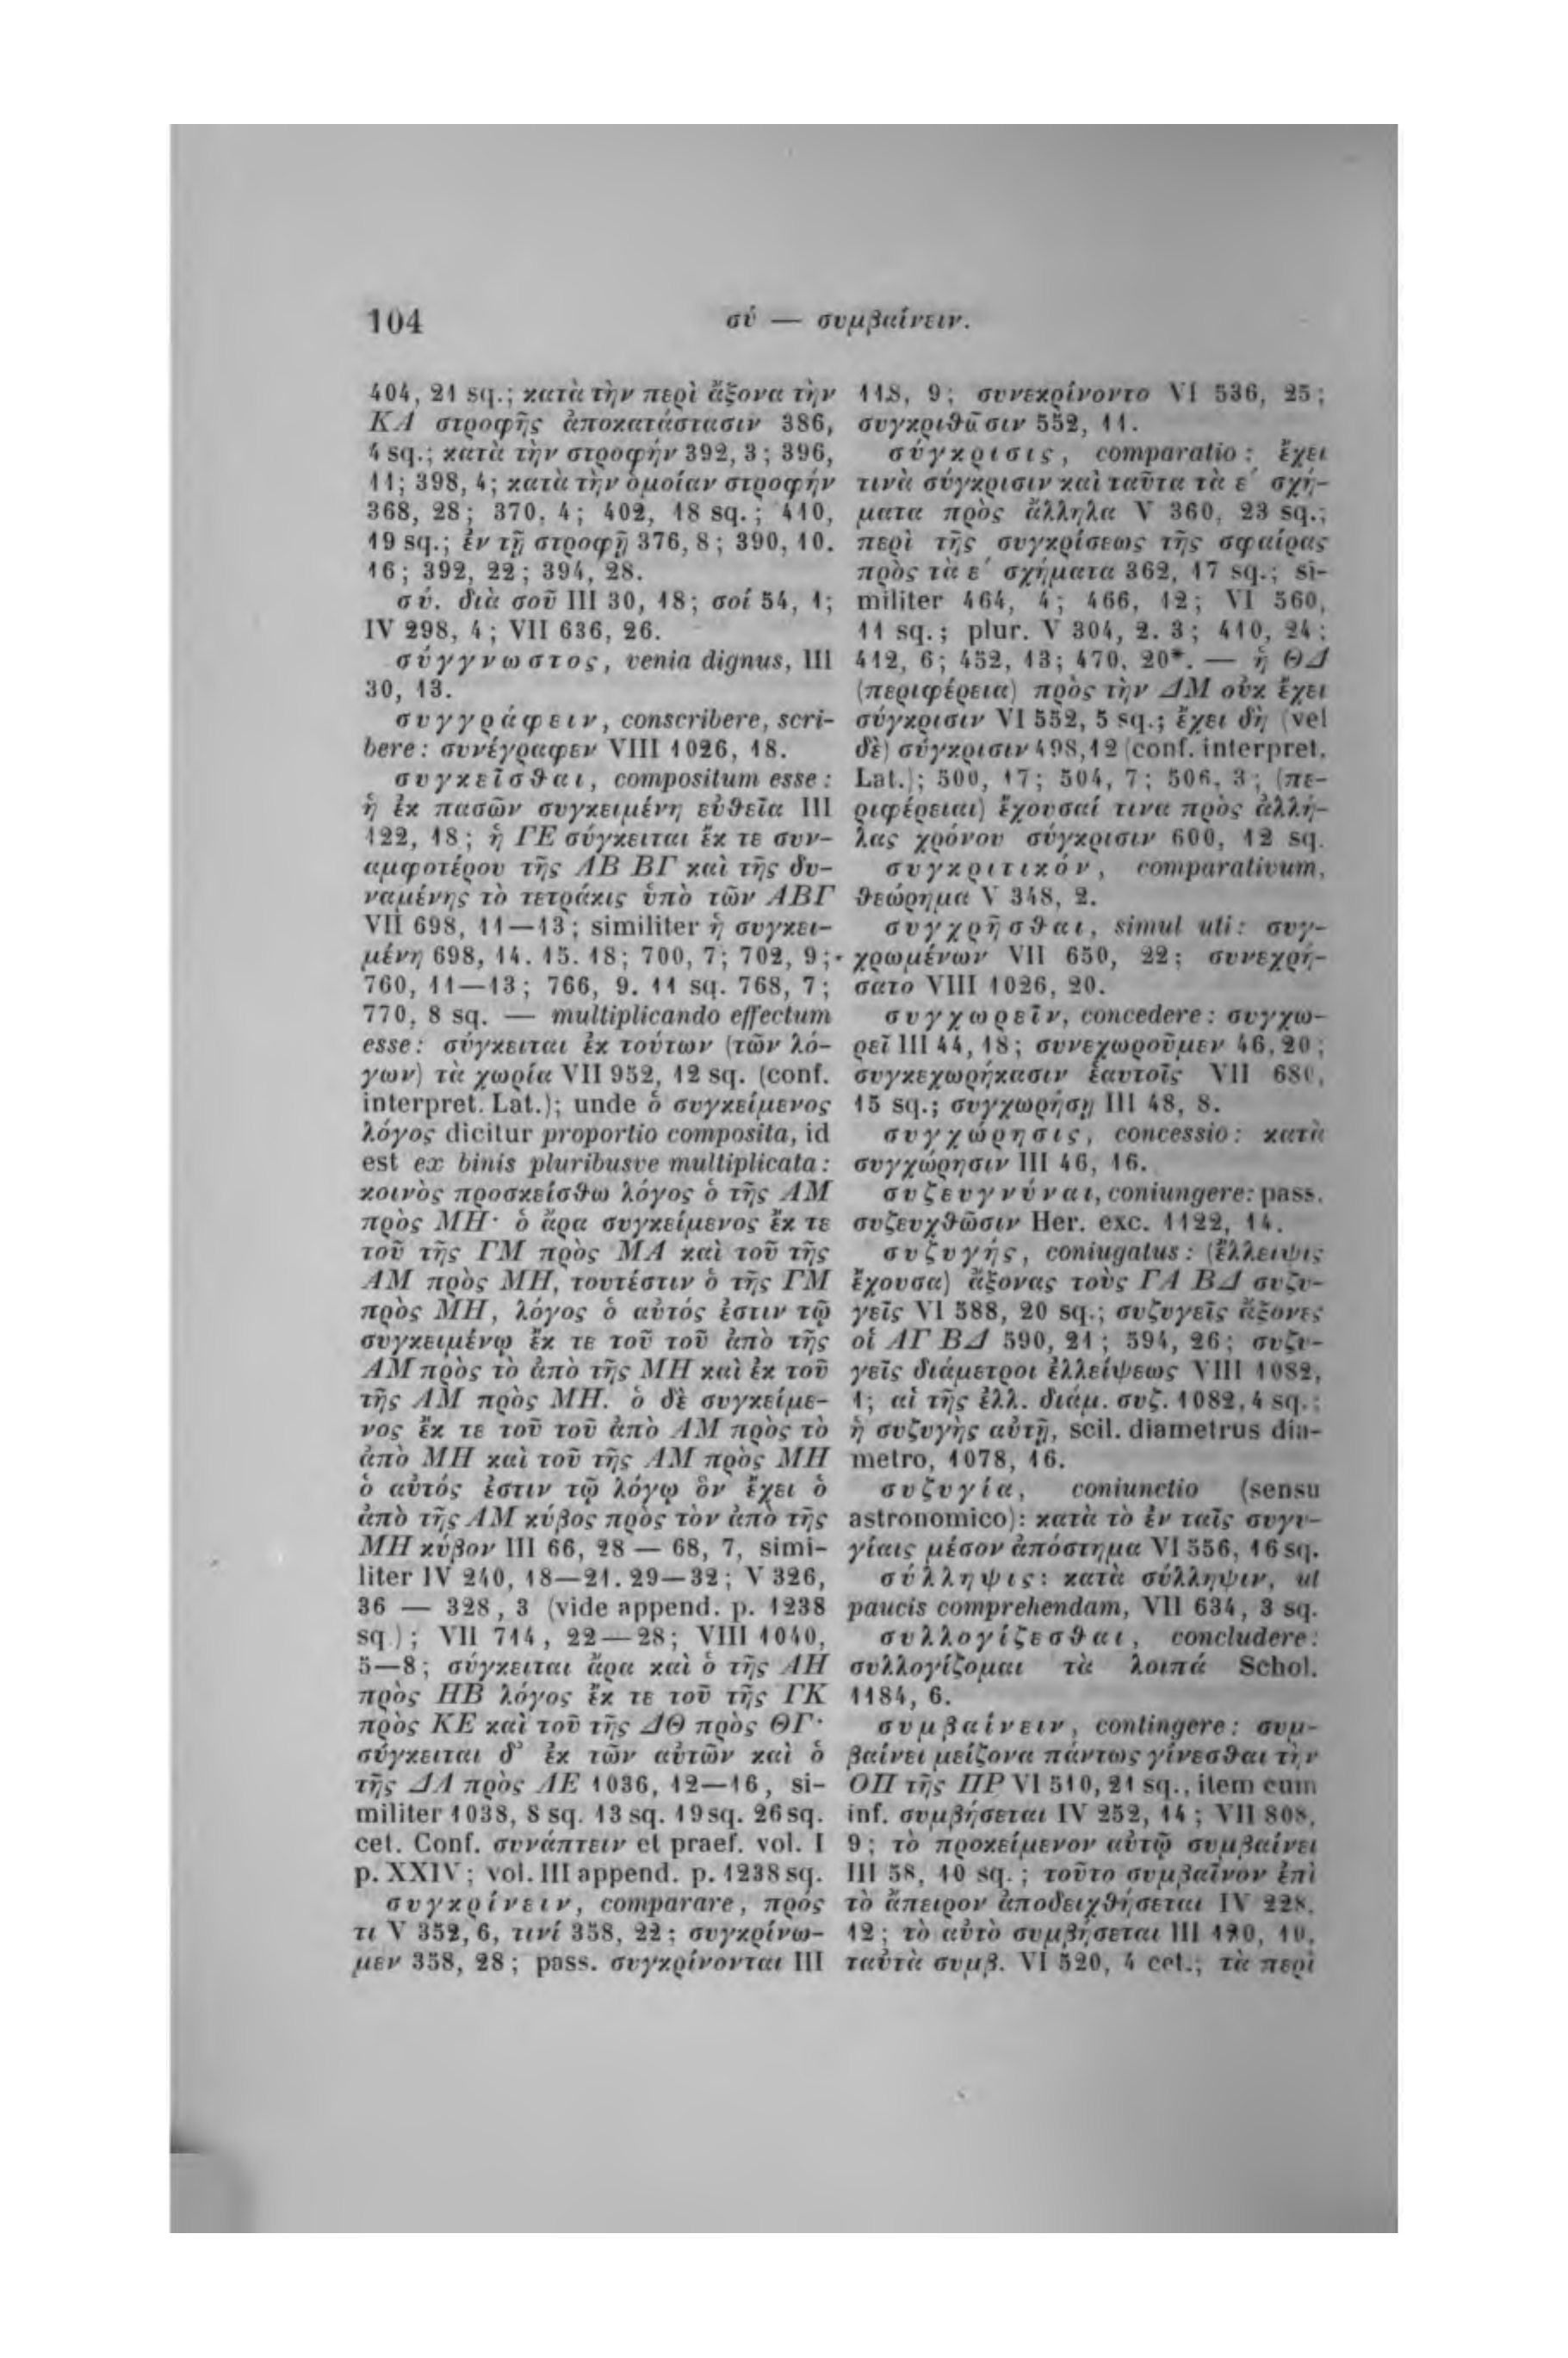 104
σύ — συμβαίνειν.
404, 21 sq.; κατὰ τὴν περὶ ἄξονα τὴν
ΚΛ στροφῆς ἀποκατάστασιν 386,
4 sq.; κατὰ τὴν στροφήν 392, 3; 396,
11; 398, 4; κατὰ τὴν ὁμοίαν στροφήν
368, 28; 370, 4; 402, 18 sq.; 410,
19 sq.; ἐν τῇ στροφῇ 376, 8; 390, 10.
16; 392, 22; 394, 28.
σύ. διὰ σοῦ III 30, 18; σοί 54, 1;
IV 298, 4; VII 636, 26.
σύγγνωστος, venia dignus, III
30, 13.
συγγράφειν, conscribere, scri-
bere: συνέγραφεν VIII 1026, 18.
συγκεῖσθαι, compositum esse:
ἡ ἐκ πασῶν συγκειμένη εὐθεῖα III
122, 18; ἡ ΓΕ σύγκειται ἔκ τε συν-
αμφοτέρου τῆς ΑΒ ΒΓ καὶ τῆς δυ-
ναμένης τὸ τετράκις ὑπὸ τῶν ΑΒΓ
VII 698, 11—13; similiter ἡ συγκει-
μένη 698, 14. 15. 18; 700, 7; 702, 9;
760, 11—13; 766, 9. 11 sq. 768, 7;
770, 8 sq. — multiplicando effectum
esse: σύγκειται ἐκ τούτων (τῶν λό-
γων) τὰ χωρία VII 952, 12 sq. (conf.
interpret. Lat.); unde ὁ συγκείμενος
λόγος dicitur proportio composita, id
est ex binis pluribusve multiplicata:
κοινὸς προσκείσθω λόγος ὁ τῆς ΑΜ
πρὸς ΜΗ· ὁ ἄρα συγκείμενος ἔκ τε
τοῦ τῆς ΓΜ πρὸς ΜΑ καὶ τοῦ τῆς
ΑΜ πρὸς ΜΗ, τουτέστιν ὁ τῆς ΓΜ
πρὸς ΜΗ, λόγος ὁ αὐτός ἐστιν τῷ
συγκειμένῳ ἔκ τε τοῦ τοῦ ἀπὸ τῆς
ΑΜ πρὸς τὸ ἀπὸ τῆς ΜΗ καὶ ἐκ τοῦ
τῆς ΑΜ πρὸς ΜΗ. ὁ δὲ συγκείμε-
νος ἔκ τε τοῦ τοῦ ἀπὸ ΑΜ πρὸς τὸ
ἀπὸ ΜΗ καὶ τοῦ τῆς ΑΜ πρὸς ΜΗ
ὁ αὐτός ἐστιν τῷ λόγῳ ὃν ἔχει ὁ
ἀπὸ τῆς ΑΜ κύβος πρὸς τὸν ἀπὸ τῆς
ΜΗ κύβον III 66, 28 — 68, 7, simi-
liter IV 240, 18—21. 29—32; V 326,
36 — 328, 3 (vide append. p. 1238
sq.); VII 714, 22—28; VIII 1040,
5—8; σύγκειται ἄρα καὶ ὁ τῆς ΑΗ
πρὸς ΗΒ λόγος ἔκ τε τοῦ τῆς ΓΚ
πρὸς ΚΕ καὶ τοῦ τῆς ΔΘ πρὸς ΘΓ·
σύγκειται δ' ἐκ τῶν αὐτῶν καὶ ὁ
τῆς ΔΛ πρὸς ΛΕ 1036, 12—16, si-
militer 1038, 8 sq. 13 sq. 19 sq. 26 sq.
cet. Conf. συνάπτειν et praef. vol. I
p. XXIV; vol. III append. p. 1238 sq.
συγκρίνειν, comparare, πρός
τι V 352, 6, τινί 358, 22; συγκρίνω-
μεν 358, 28; pass. συγκρίνονται III
118, 9; συνεκρίνοντο VI 536, 25;
συγκριθῶσιν 552, 11.
σύγκρισις, comparatio: ἔχει
τινὰ σύγκρισιν καὶ ταῦτα τὰ ε´ σχή-
ματα πρὸς ἄλληλα V 360, 23 sq.;
περὶ τῆς συγκρίσεως τῆς σφαίρας
πρὸς τὰ ε´ σχήματα 362, 17 sq.; si-
militer 464, 4; 466, 12; VI 560,
11 sq.; plur. V 304, 2. 3; 410, 24;
412, 6; 452, 13; 470, 20*. — ἡ ΘΔ
(περιφέρεια) πρὸς τὴν ΔΜ οὐκ ἔχει
σύγκρισιν VI 552, 5 sq.; ἔχει δὴ (vel
δὲ) σύγκρισιν 498, 12 (conf. interpret.
Lat.); 500, 17; 504, 7; 506, 3; (πε-
ριφέρειαι) ἔχουσαί τινα πρὸς ἀλλή-
λας χρόνου σύγκρισιν 600, 12 sq.
συγκριτικόν, comparativum,
θεώρημα V 348, 2.
συγχρῆσθαι, simul uti: συγ-
χρωμένων VII 650, 22; συνεχρή-
σατο VIII 1026, 20.
συγχωρεῖν, concedere: συγχω-
ρεῖ III 44, 18; συνεχωροῦμεν 46, 20;
συγκεχωρήκασιν ἑαυτοῖς VII 680,
15 sq.; συγχωρήσῃ III 48, 8.
συγχώρησις, concessio: κατὰ
συγχώρησιν III 46, 16.
συζευγνύναι, coniungere: pass.
συζευχθῶσιν Her. exc. 1122, 14.
συζυγής, coniugatus: (ἔλλειψις
ἔχουσα) ἄξονας τοὺς ΓΑ ΒΔ συζυ-
γεῖς VI 588, 20 sq.; συζυγεῖς ἄξονες
οἱ ΑΓ ΒΔ 590, 21; 594, 26; συζυ-
γεῖς διάμετροι ἐλλείψεως VIII 1082,
1; αἱ τῆς ἐλλ. διάμ. συζ. 1082, 4 sq.;
ἡ συζυγὴς αὐτῇ, scil. diametrus dia-
metro, 1078, 16.
συζυγία, coniunctio (sensu
astronomico): κατὰ τὸ ἐν ταῖς συγυ-
γίαις μέσον ἀπόστημα VI 556, 16 sq.
σύλληψις: κατὰ σύλληψιν, ut
paucis comprehendam, VII 634, 3 sq.
συλλογίζεσθαι, concludere:
συλλογίζομαι τὰ λοιπά Schol.
1184, 6.
συμβαίνειν, contingere: συμ-
βαίνει μείζονα πάντως γίνεσθαι τὴν
ΟΠ τῆς ΠΡ VI 510, 21 sq., item cum
inf. συμβήσεται IV 252, 14; VII 808,
9; τὸ προκείμενον αὐτῷ συμβαίνει
III 58, 10 sq.; τοῦτο συμβαῖνον ἐπὶ
τὸ ἄπειρον ἀποδειχθήσεται IV 228,
12; τὸ αὐτὸ συμβήσεται III 120, 10,
ταὐτὰ συμβ. VI 520, 4 cet.; τὰ περὶ